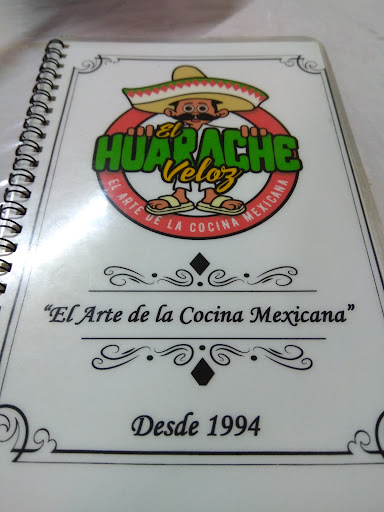 El
HUARACHE
Veloz
EL ARTE DE LA COCINA MEXICANA
“El Arte de la Cocina Mexicana”
Desde 1994